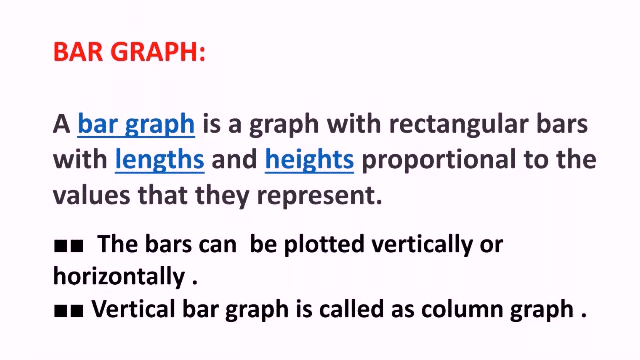 BAR GRAPH:
A bar graph is a graph with rectangular bars
with lengths and heights proportional to the
values that they represent.
■■ The bars can be plotted vertically or
horizontally .
■■ Vertical bar graph is called as column graph .